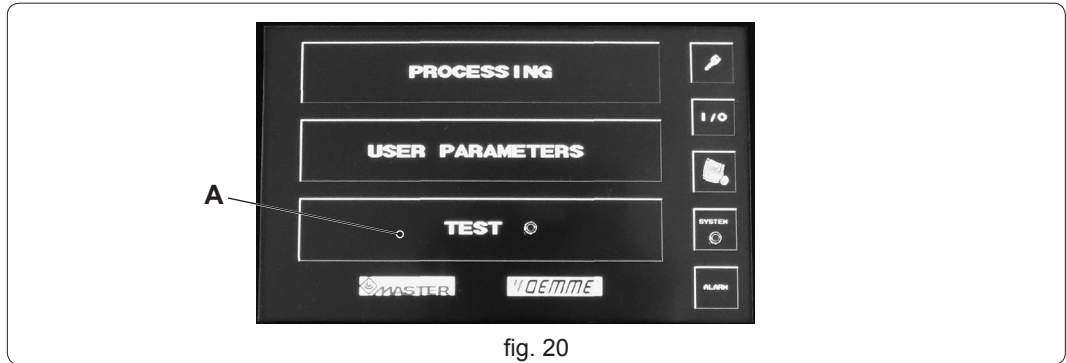 PROCESSING
I/O
USER PARAMETERS
A
TEST
SYSTEM
MASTER
OEMME
ALARM
fig. 20